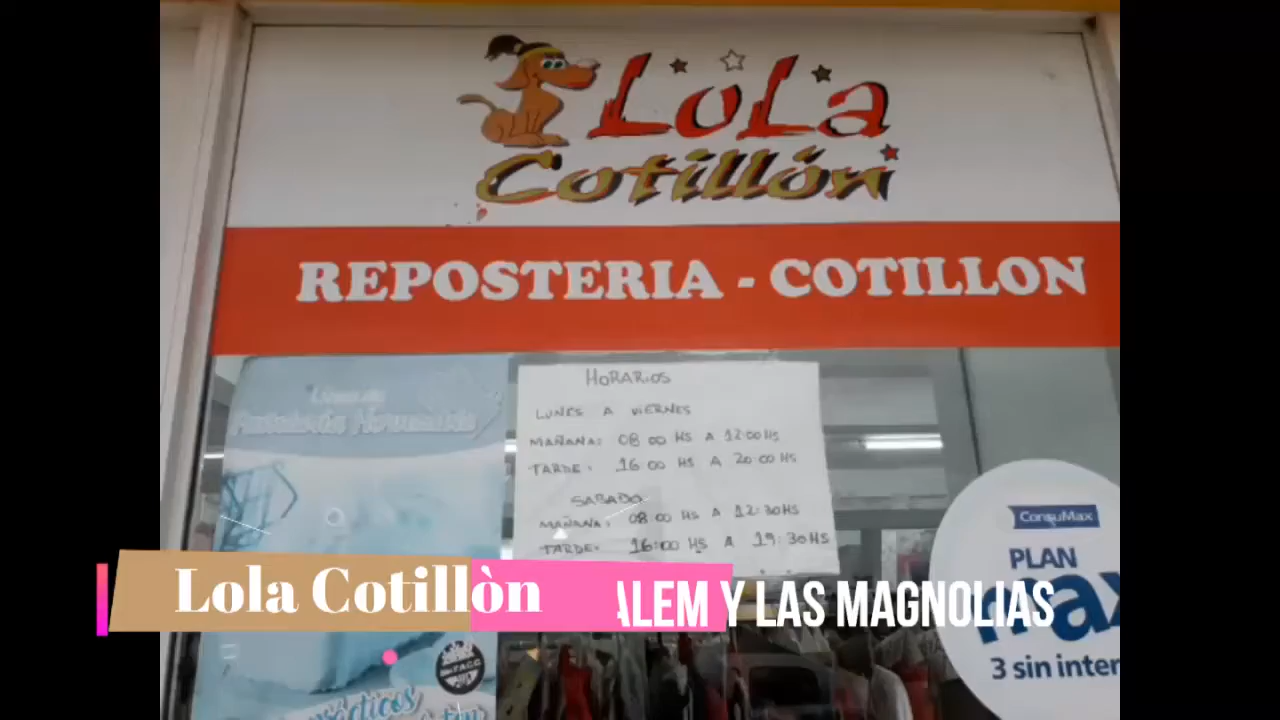 LoLa
Cotillón
REPOSTERIA - COTILLON
HORARIOS
LUNES A VIERNES
MAÑANA: 08 00 HS A 12:00 HS
TARDE: 16 00 HS A 20:00 HS
SABADO
MAÑANA: 08:00 HS A 12:30 HS
TARDE: 16:00 HS A 19:30 HS
ConsuMax
PLAN
max
3 sin inter
Lola Cotillòn
ALEM Y LAS MAGNOLIAS
SIN T.A.C.C.